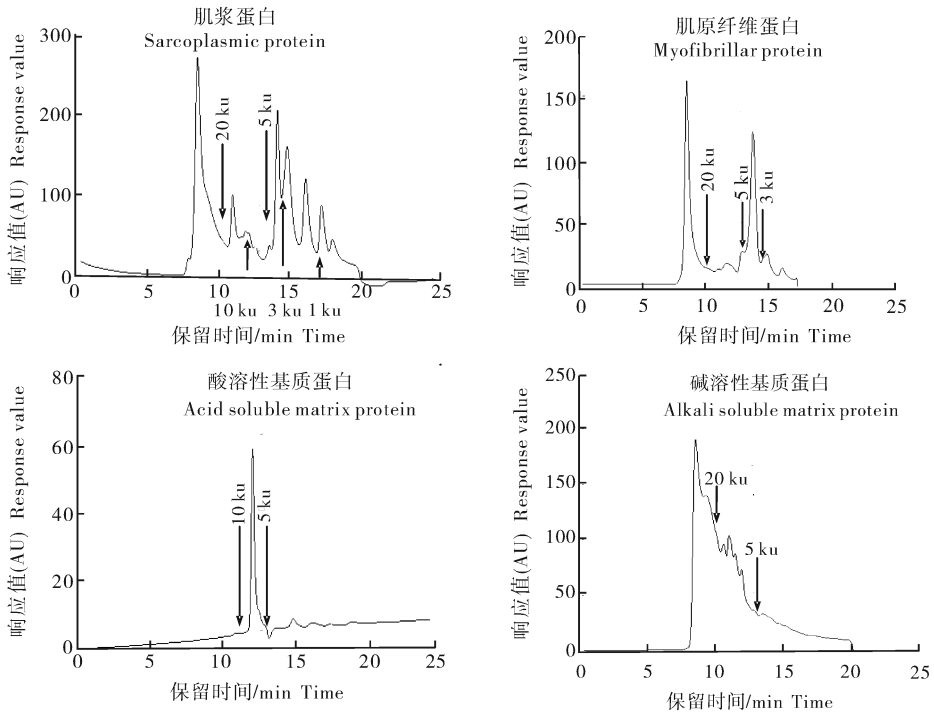 肌浆蛋白
Sarcoplasmic protein
响应值(AU) Response value
300
200
100
0
20 ku
5 ku
0
5
10
15
20
25
10 ku
3 ku
1 ku
保留时间/min Time
肌原纤维蛋白
Myofibrillar protein
响应值(AU) Response value
200
150
100
50
0
20 ku
5 ku
3 ku
0
5
10
15
20
25
保留时间/min Time
酸溶性基质蛋白
Acid soluble matrix protein
响应值(AU) Response value
80
60
40
20
0
10 ku
5 ku
0
5
10
15
20
25
保留时间/min Time
碱溶性基质蛋白
Alkali soluble matrix protein
响应值(AU) Response value
250
200
150
100
50
0
20 ku
5 ku
0
5
10
15
20
25
保留时间/min Time